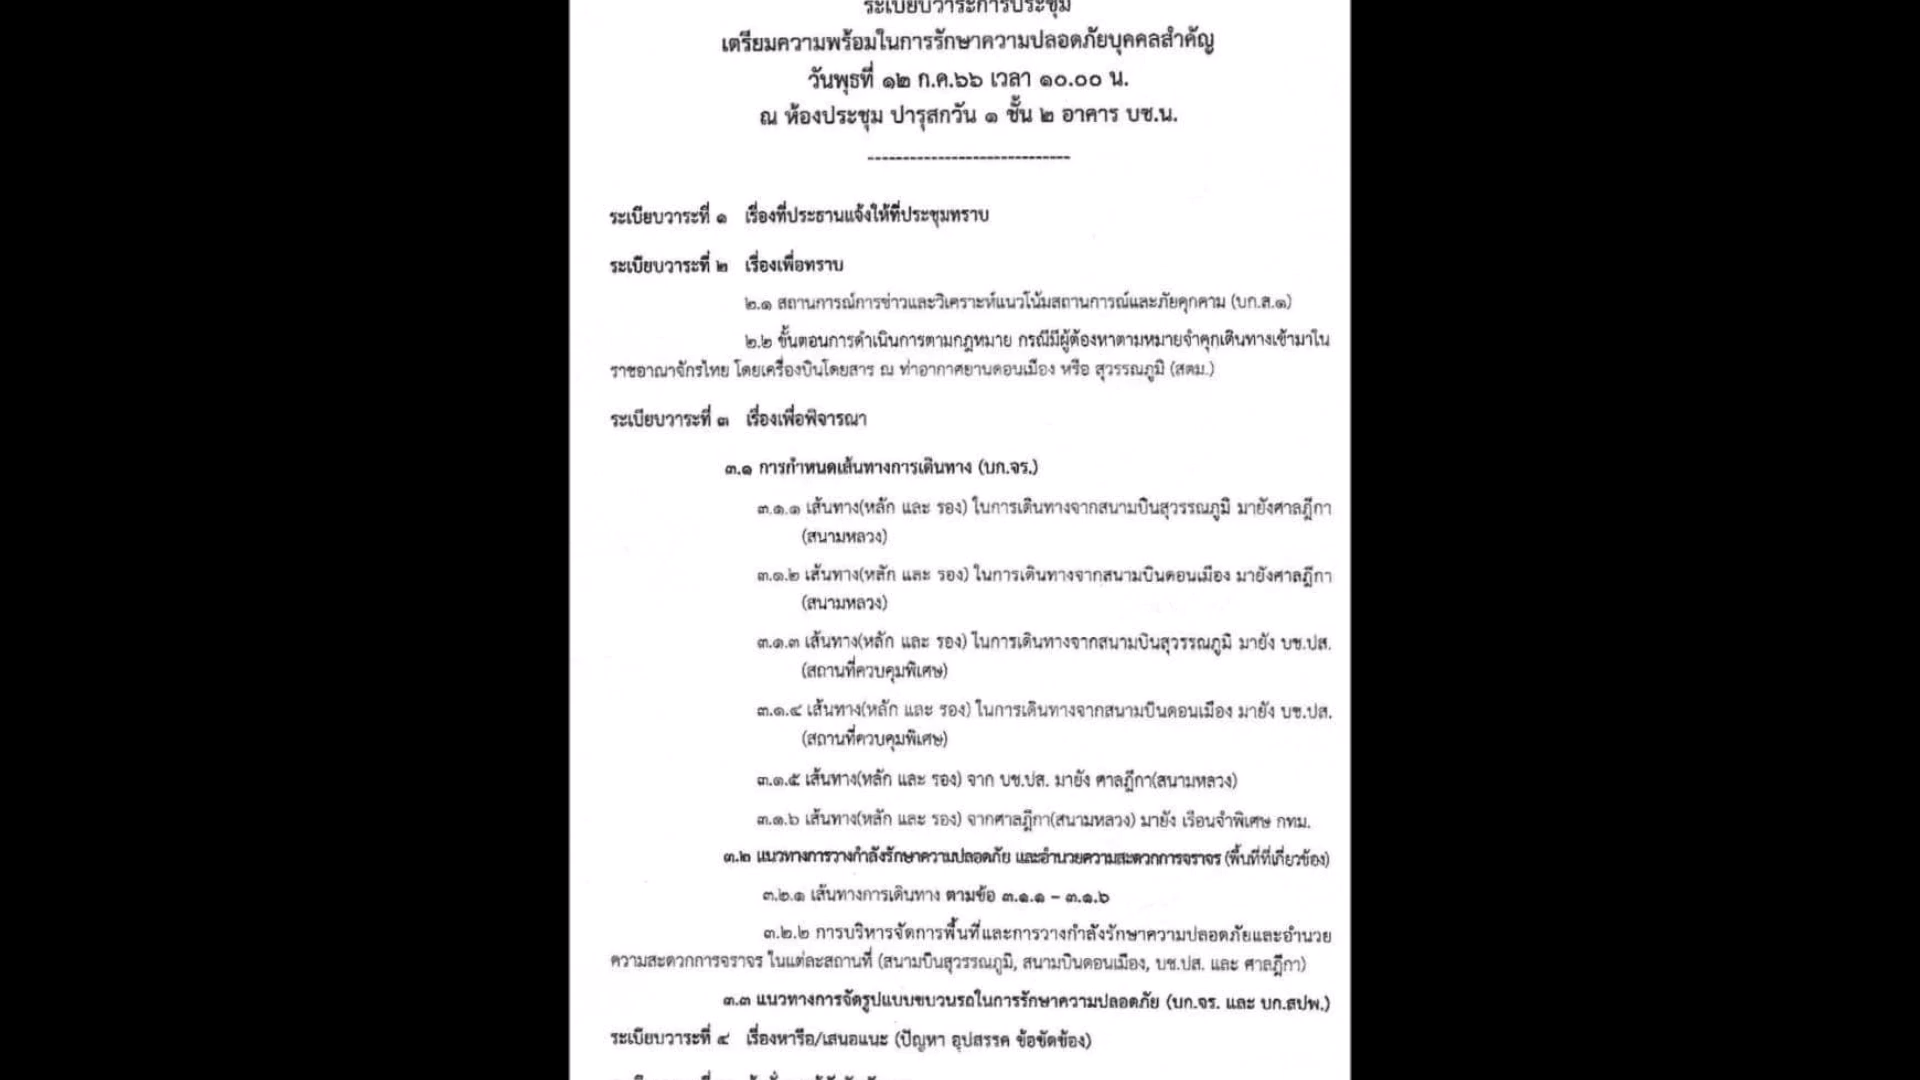 ระเบียบวาระการประชุม
เตรียมความพร้อมในการรักษาความปลอดภัยบุคคลสำคัญ
วันพุธที่ ๑๒ ก.ค.๖๖ เวลา ๑๐.๐๐ น.
ณ ห้องประชุม ปารุสกวัน ๑ ชั้น ๒ อาคาร บช.น.
-----------------------------
ระเบียบวาระที่ ๑ เรื่องที่ประธานแจ้งให้ที่ประชุมทราบ
ระเบียบวาระที่ ๒ เรื่องเพื่อทราบ
๒.๑ สถานการณ์การข่าวและวิเคราะห์แนวโน้มสถานการณ์และภัยคุกคาม (บก.ส.๑)
๒.๒ ขั้นตอนการดำเนินการตามกฎหมาย กรณีมีผู้ต้องหาตามหมายจำคุกเดินทางเข้ามาใน
ราชอาณาจักรไทย โดยเครื่องบินโดยสาร ณ ท่าอากาศยานดอนเมือง หรือ สุวรรณภูมิ (สตม.)
ระเบียบวาระที่ ๓ เรื่องเพื่อพิจารณา
๓.๑ การกำหนดเส้นทางการเดินทาง (บก.จร.)
๓.๑.๑ เส้นทาง(หลัก และ รอง) ในการเดินทางจากสนามบินสุวรรณภูมิ มายังศาลฎีกา
(สนามหลวง)
๓.๑.๒ เส้นทาง(หลัก และ รอง) ในการเดินทางจากสนามบินดอนเมือง มายังศาลฎีกา
(สนามหลวง)
๓.๑.๓ เส้นทาง(หลัก และ รอง) ในการเดินทางจากสนามบินสุวรรณภูมิ มายัง บช.ปส.
(สถานที่ควบคุมพิเศษ)
๓.๑.๔ เส้นทาง(หลัก และ รอง) ในการเดินทางจากสนามบินดอนเมือง มายัง บช.ปส.
(สถานที่ควบคุมพิเศษ)
๓.๑.๕ เส้นทาง(หลัก และ รอง) จาก บช.ปส. มายัง ศาลฎีกา(สนามหลวง)
๓.๑.๖ เส้นทาง(หลัก และ รอง) จากศาลฎีกา(สนามหลวง) มายัง เรือนจำพิเศษ กทม.
๓.๒ แนวทางการวางกำลังรักษาความปลอดภัย และอำนวยความสะดวกการจราจร (พื้นที่ที่เกี่ยวข้อง)
๓.๒.๑ เส้นทางการเดินทาง ตามข้อ ๓.๑.๑ – ๓.๑.๖
๓.๒.๒ การบริหารจัดการพื้นที่และการวางกำลังรักษาความปลอดภัยและอำนวย
ความสะดวกการจราจร ในแต่ละสถานที่ (สนามบินสุวรรณภูมิ, สนามบินดอนเมือง, บช.ปส. และ ศาลฎีกา)
๓.๓ แนวทางการจัดรูปแบบขบวนรถในการรักษาความปลอดภัย (บก.จร. และ บก.สปพ.)
ระเบียบวาระที่ ๔ เรื่องหารือ/เสนอแนะ (ปัญหา อุปสรรค ข้อขัดข้อง)